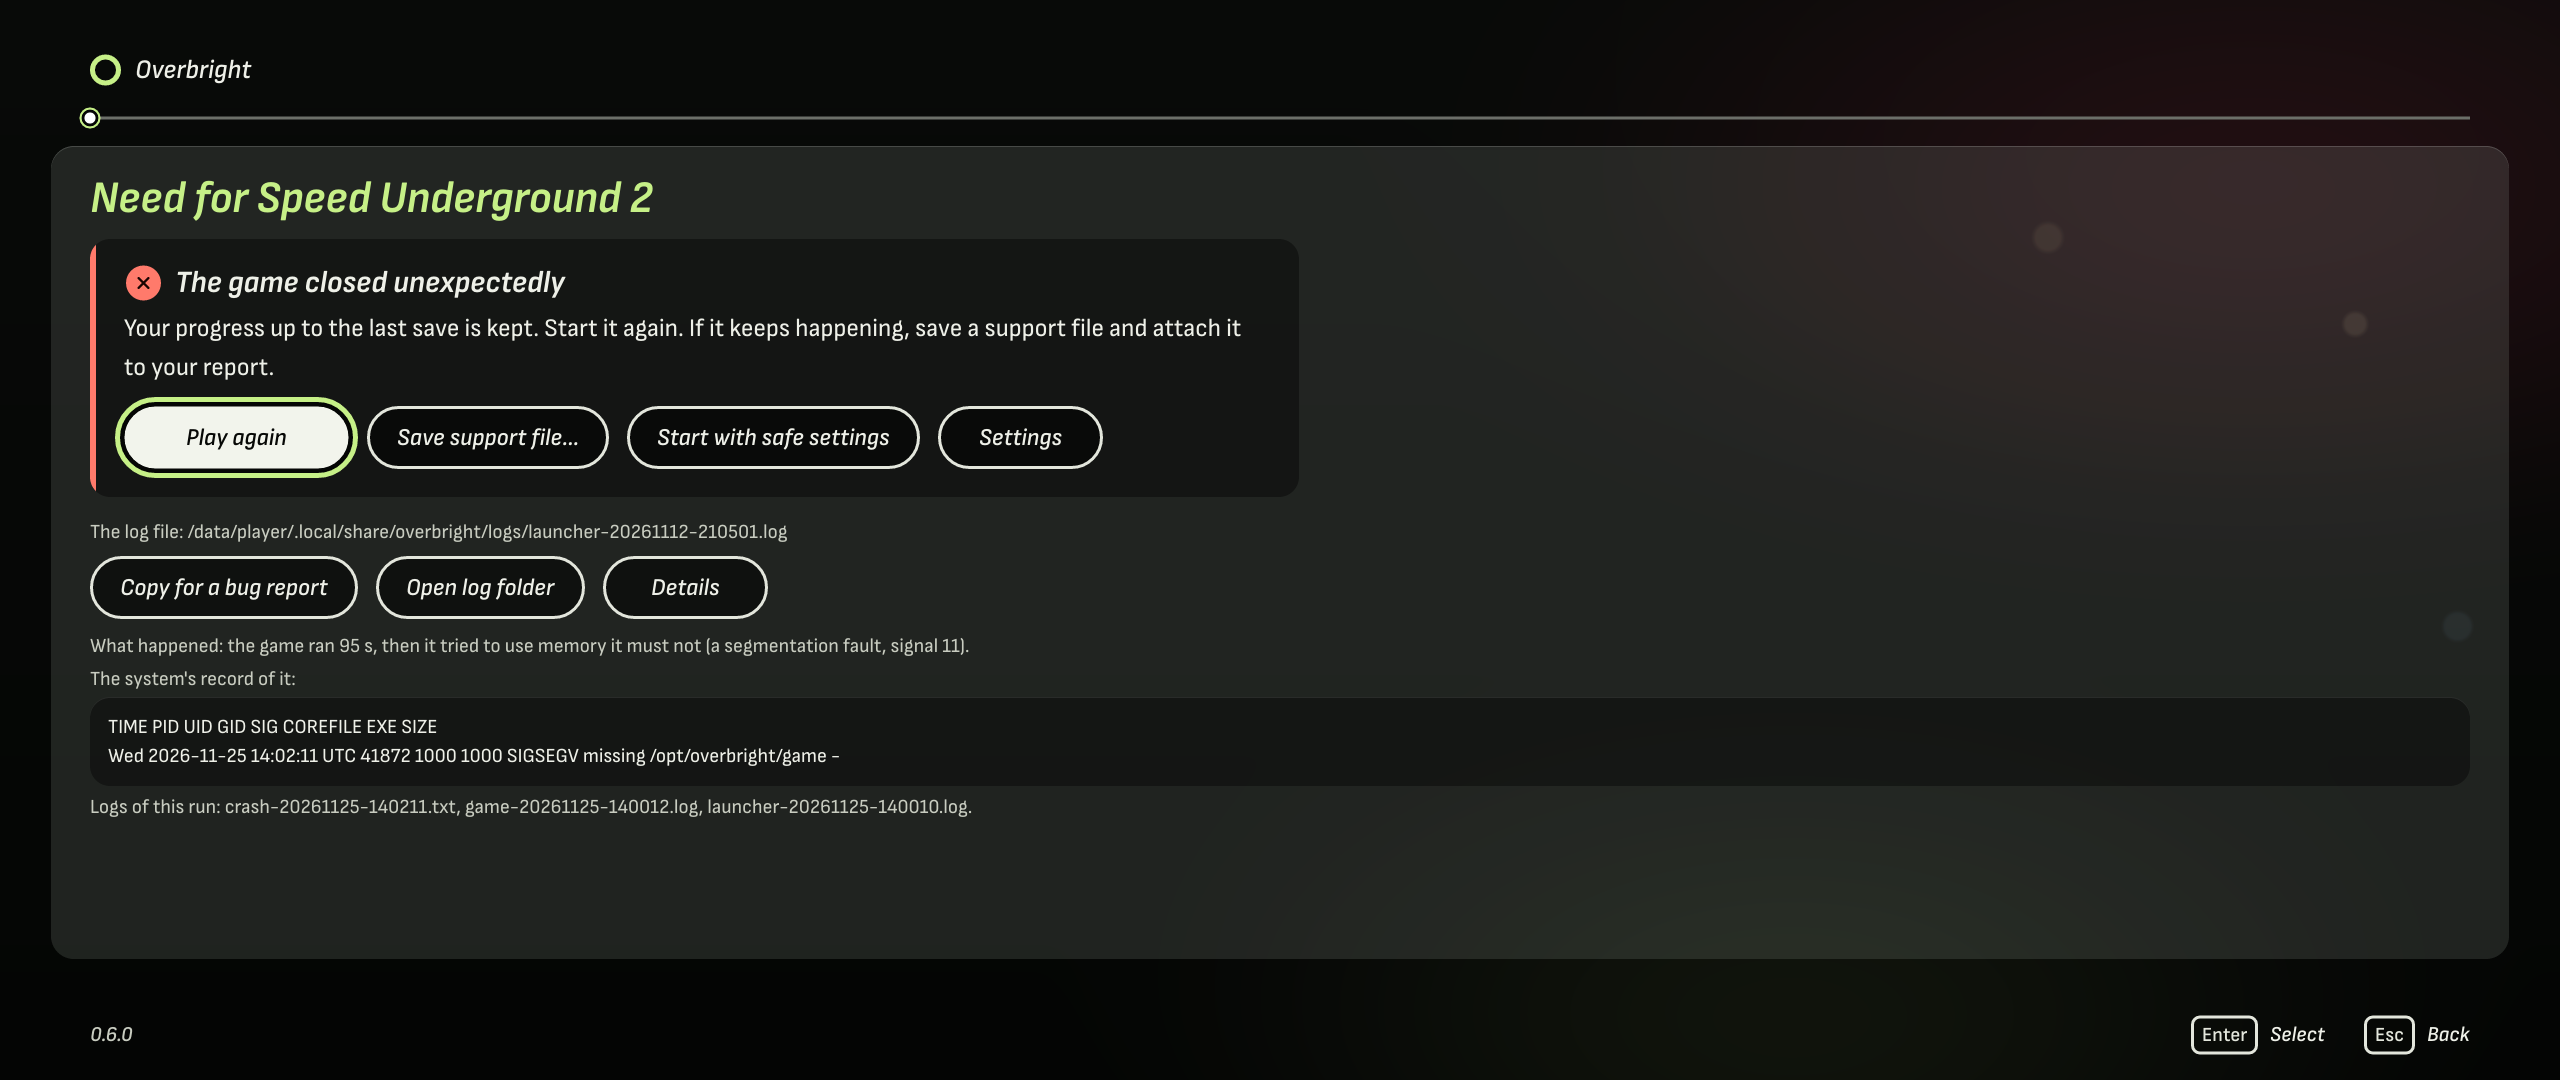 Overbright
Need for Speed Underground 2
The game closed unexpectedly
Your progress up to the last save is kept. Start it again. If it keeps happening, save a support file and attach it
to your report.
Play again
Save support file...
Start with safe settings
Settings
The log file: /data/player/.local/share/overbright/logs/launcher-20261112-210501.log
Copy for a bug report
Open log folder
Details
What happened: the game ran 95 s, then it tried to use memory it must not (a segmentation fault, signal 11).
The system's record of it:
TIME PID UID GID SIG COREFILE EXE SIZE
Wed 2026-11-25 14:02:11 UTC 41872 1000 1000 SIGSEGV missing /opt/overbright/game -
Logs of this run: crash-20261125-140211.txt, game-20261125-140012.log, launcher-20261125-140010.log.
0.6.0
Enter Select
Esc Back